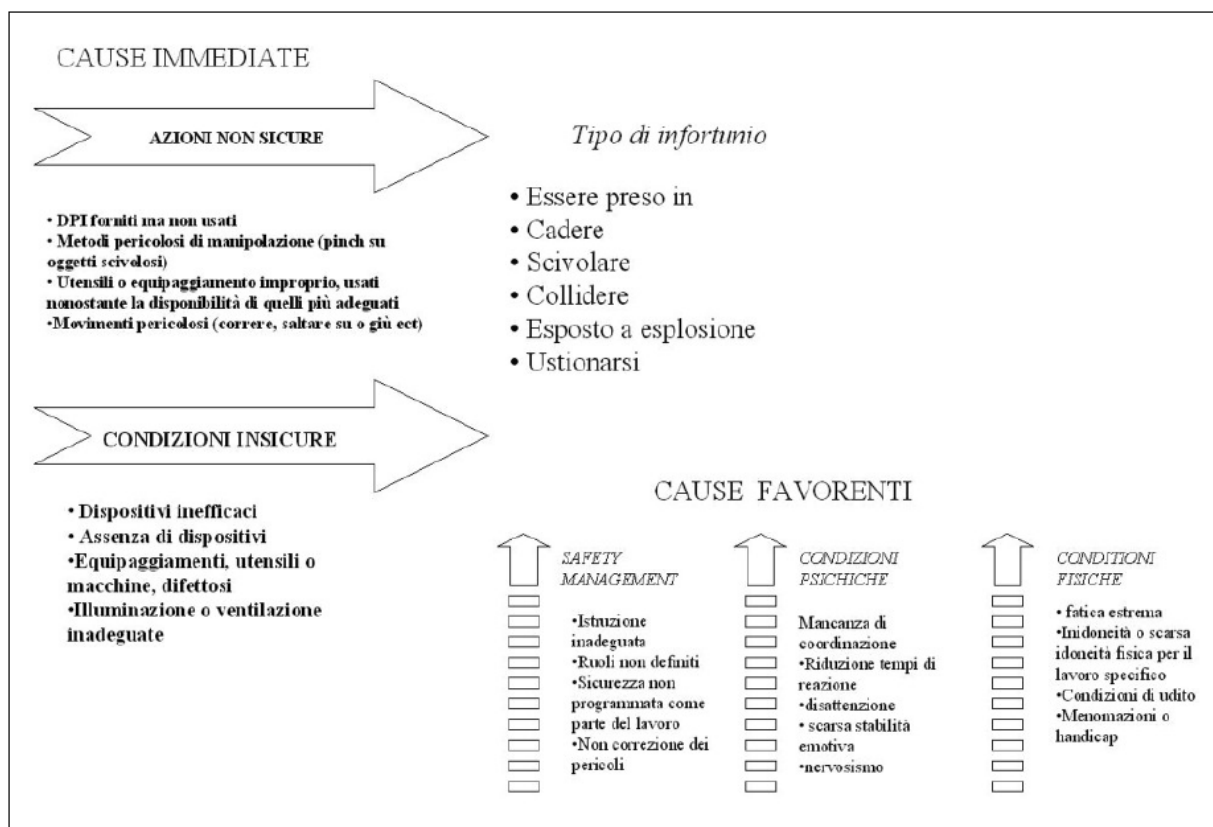 CAUSE IMMEDIATE
AZIONI NON SICURE
• DPI forniti ma non usati
• Metodi pericolosi di manipolazione (pinch su
oggetti scivolosi)
• Utensili o equipaggiamento improprio, usati
nonostante la disponibilità di quelli più adeguati
•Movimenti pericolosi (correre, saltare su o giù ect)
Tipo di infortunio
• Essere preso in
• Cadere
• Scivolare
• Collidere
• Esposto a esplosione
• Ustionarsi
CONDIZIONI INSICURE
• Dispositivi inefficaci
• Assenza di dispositivi
•Equipaggiamenti, utensili o
macchine, difettosi
•Illuminazione o ventilazione
inadeguate
CAUSE FAVORENTI
SAFETY
MANAGEMENT
•Istruzione
inadeguata
•Ruoli non definiti
•Sicurezza non
programmata come
parte del lavoro
•Non correzione dei
pericoli
CONDIZIONI
PSICHICHE
Mancanza di
coordinazione
•Riduzione tempi di
reazione
•disattenzione
• scarsa stabilità
emotiva
•nervosismo
CONDITIONI
FISICHE
• fatica estrema
•Inidoneità o scarsa
idoneità fisica per il
lavoro specifico
•Condizioni di udito
•Menomazioni o
handicap